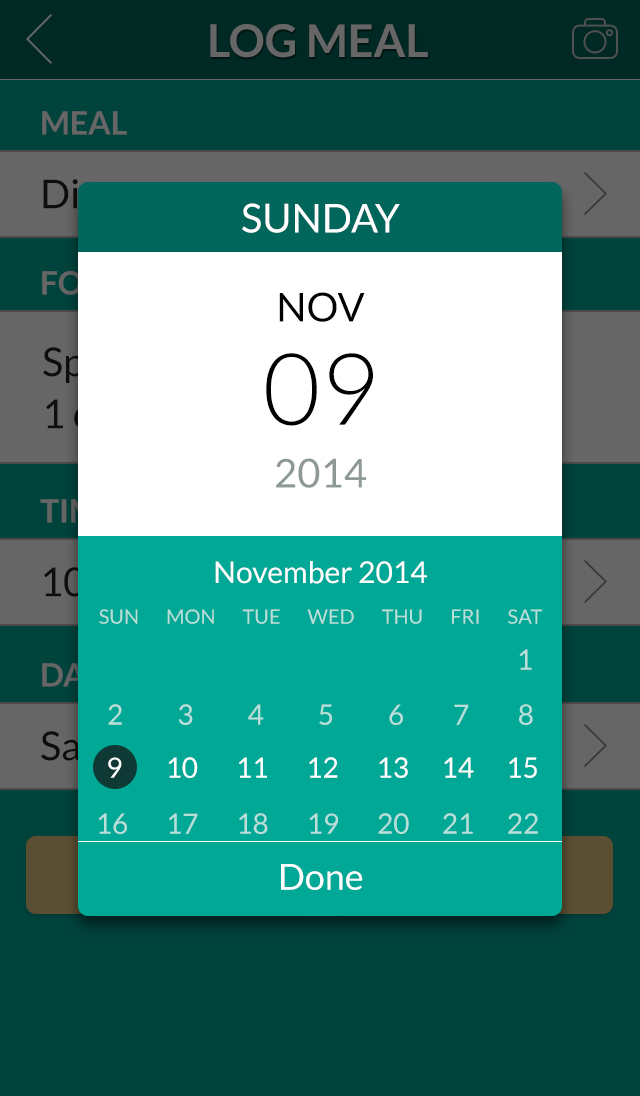 LOG MEAL
MEAL
SUNDAY
NOV
09
2014
November 2014
SUN MON TUE WED THU FRI SAT
1
2 3 4 5 6 7 8
9 10 11 12 13 14 15
16 17 18 19 20 21 22
Done